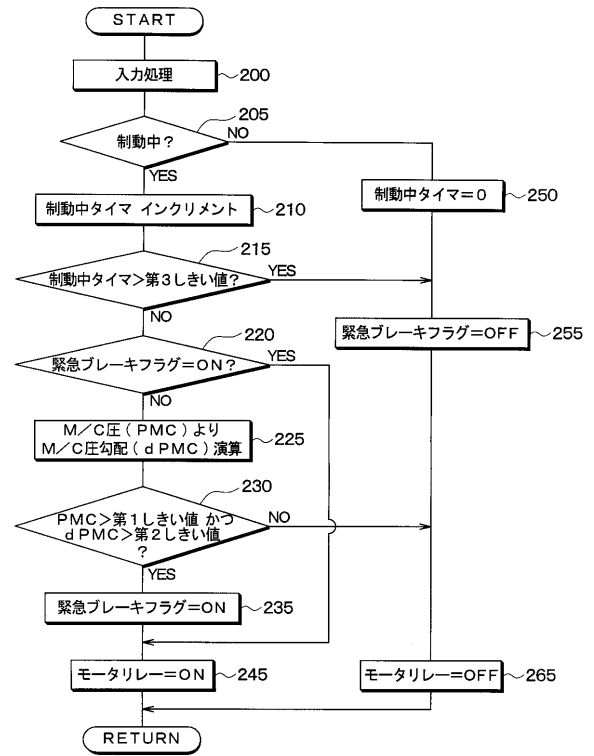 START
入力処理
200
205
制動中？
NO
YES
制動中タイマ インクリメント
210
制動中タイマ＝０
250
215
制動中タイマ＞第３しきい値？
YES
NO
緊急ブレーキフラグ＝ＯＦＦ
255
220
緊急ブレーキフラグ＝ＯＮ？
YES
NO
Ｍ／Ｃ圧（ＰＭＣ）より
Ｍ／Ｃ圧勾配（ｄＰＭＣ）演算
225
230
ＰＭＣ＞第１しきい値 かつ
ｄＰＭＣ＞第２しきい値
？
NO
YES
緊急ブレーキフラグ＝ＯＮ
235
モータリレー＝ＯＮ
245
モータリレー＝ＯＦＦ
265
RETURN